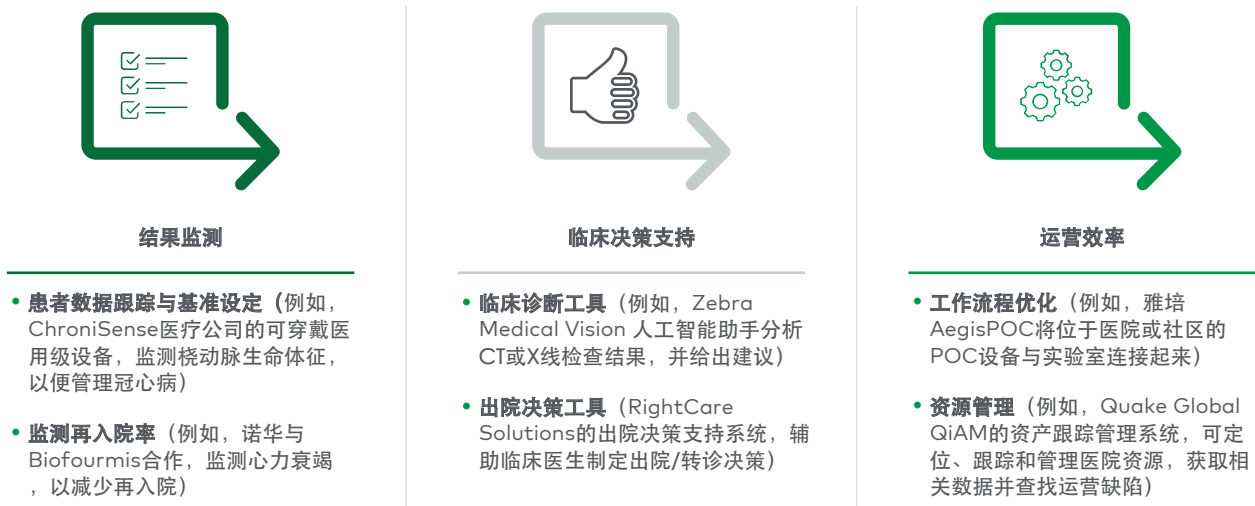 结果监测
• 患者数据跟踪与基准设定（例如，
ChroniSense医疗公司的可穿戴医
用级设备，监测桡动脉生命体征，
以便管理冠心病）
• 监测再入院率（例如，诺华与
Biofourmis合作，监测心力衰竭
，以减少再入院）
临床决策支持
• 临床诊断工具（例如，Zebra
Medical Vision 人工智能助手分析
CT或X线检查结果，并给出建议）
• 出院决策工具（RightCare
Solutions的出院决策支持系统，辅
助临床医生制定出院/转诊决策）
运营效率
• 工作流程优化（例如，雅培
AegisPOC将位于医院或社区的
POC设备与实验室连接起来）
• 资源管理（例如，Quake Global
QiAM的资产跟踪管理系统，可定
位、跟踪和管理医院资源，获取相
关数据并查找运营缺陷）